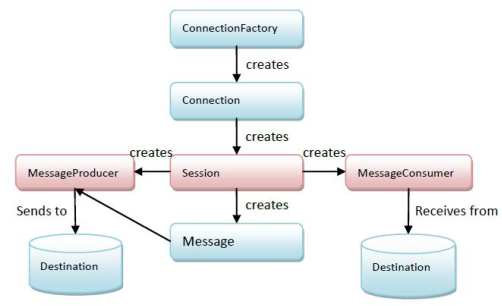 ConnectionFactory
creates
Connection
creates
creates
creates
MessageProducer
Session
MessageConsumer
Sends to
creates
Receives from
Message
Destination
Destination